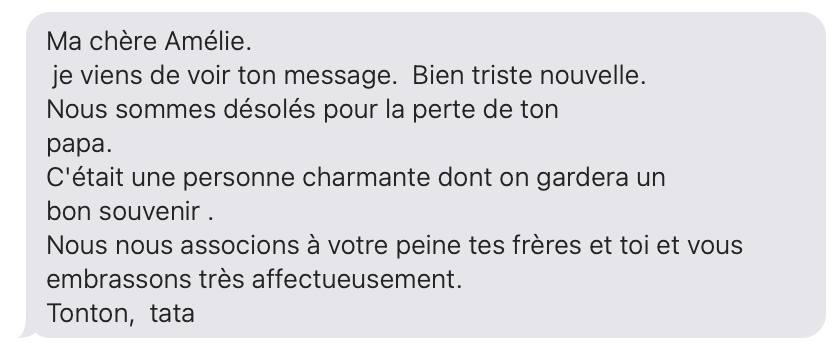 Ma chère Amélie.
je viens de voir ton message.  Bien triste nouvelle.
Nous sommes désolés pour la perte de ton
papa.
C'était une personne charmante dont on gardera un
bon souvenir .
Nous nous associons à votre peine tes frères et toi et vous
embrassons très affectueusement.
Tonton,  tata